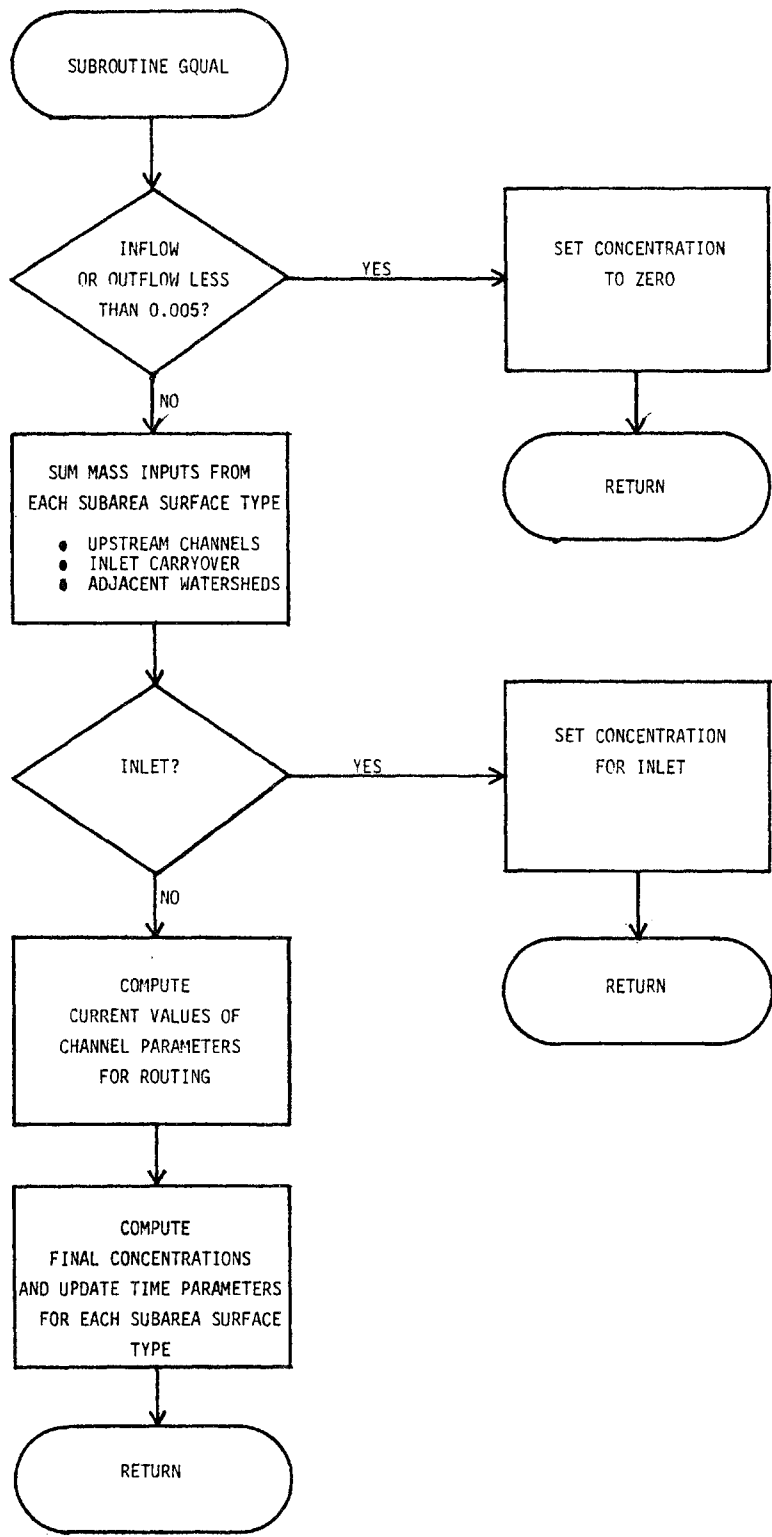 SUBROUTINE GQUAL
INFLOW
OR OUTFLOW LESS
THAN 0.005?
YES
SET CONCENTRATION
TO ZERO
RETURN
NO
SUM MASS INPUTS FROM
EACH SUBAREA SURFACE TYPE
● UPSTREAM CHANNELS
● INLET CARRYOVER
● ADJACENT WATERSHEDS
INLET?
YES
SET CONCENTRATION
FOR INLET
RETURN
NO
COMPUTE
CURRENT VALUES OF
CHANNEL PARAMETERS
FOR ROUTING
COMPUTE
FINAL CONCENTRATIONS
AND UPDATE TIME PARAMETERS
FOR EACH SUBAREA SURFACE
TYPE
RETURN